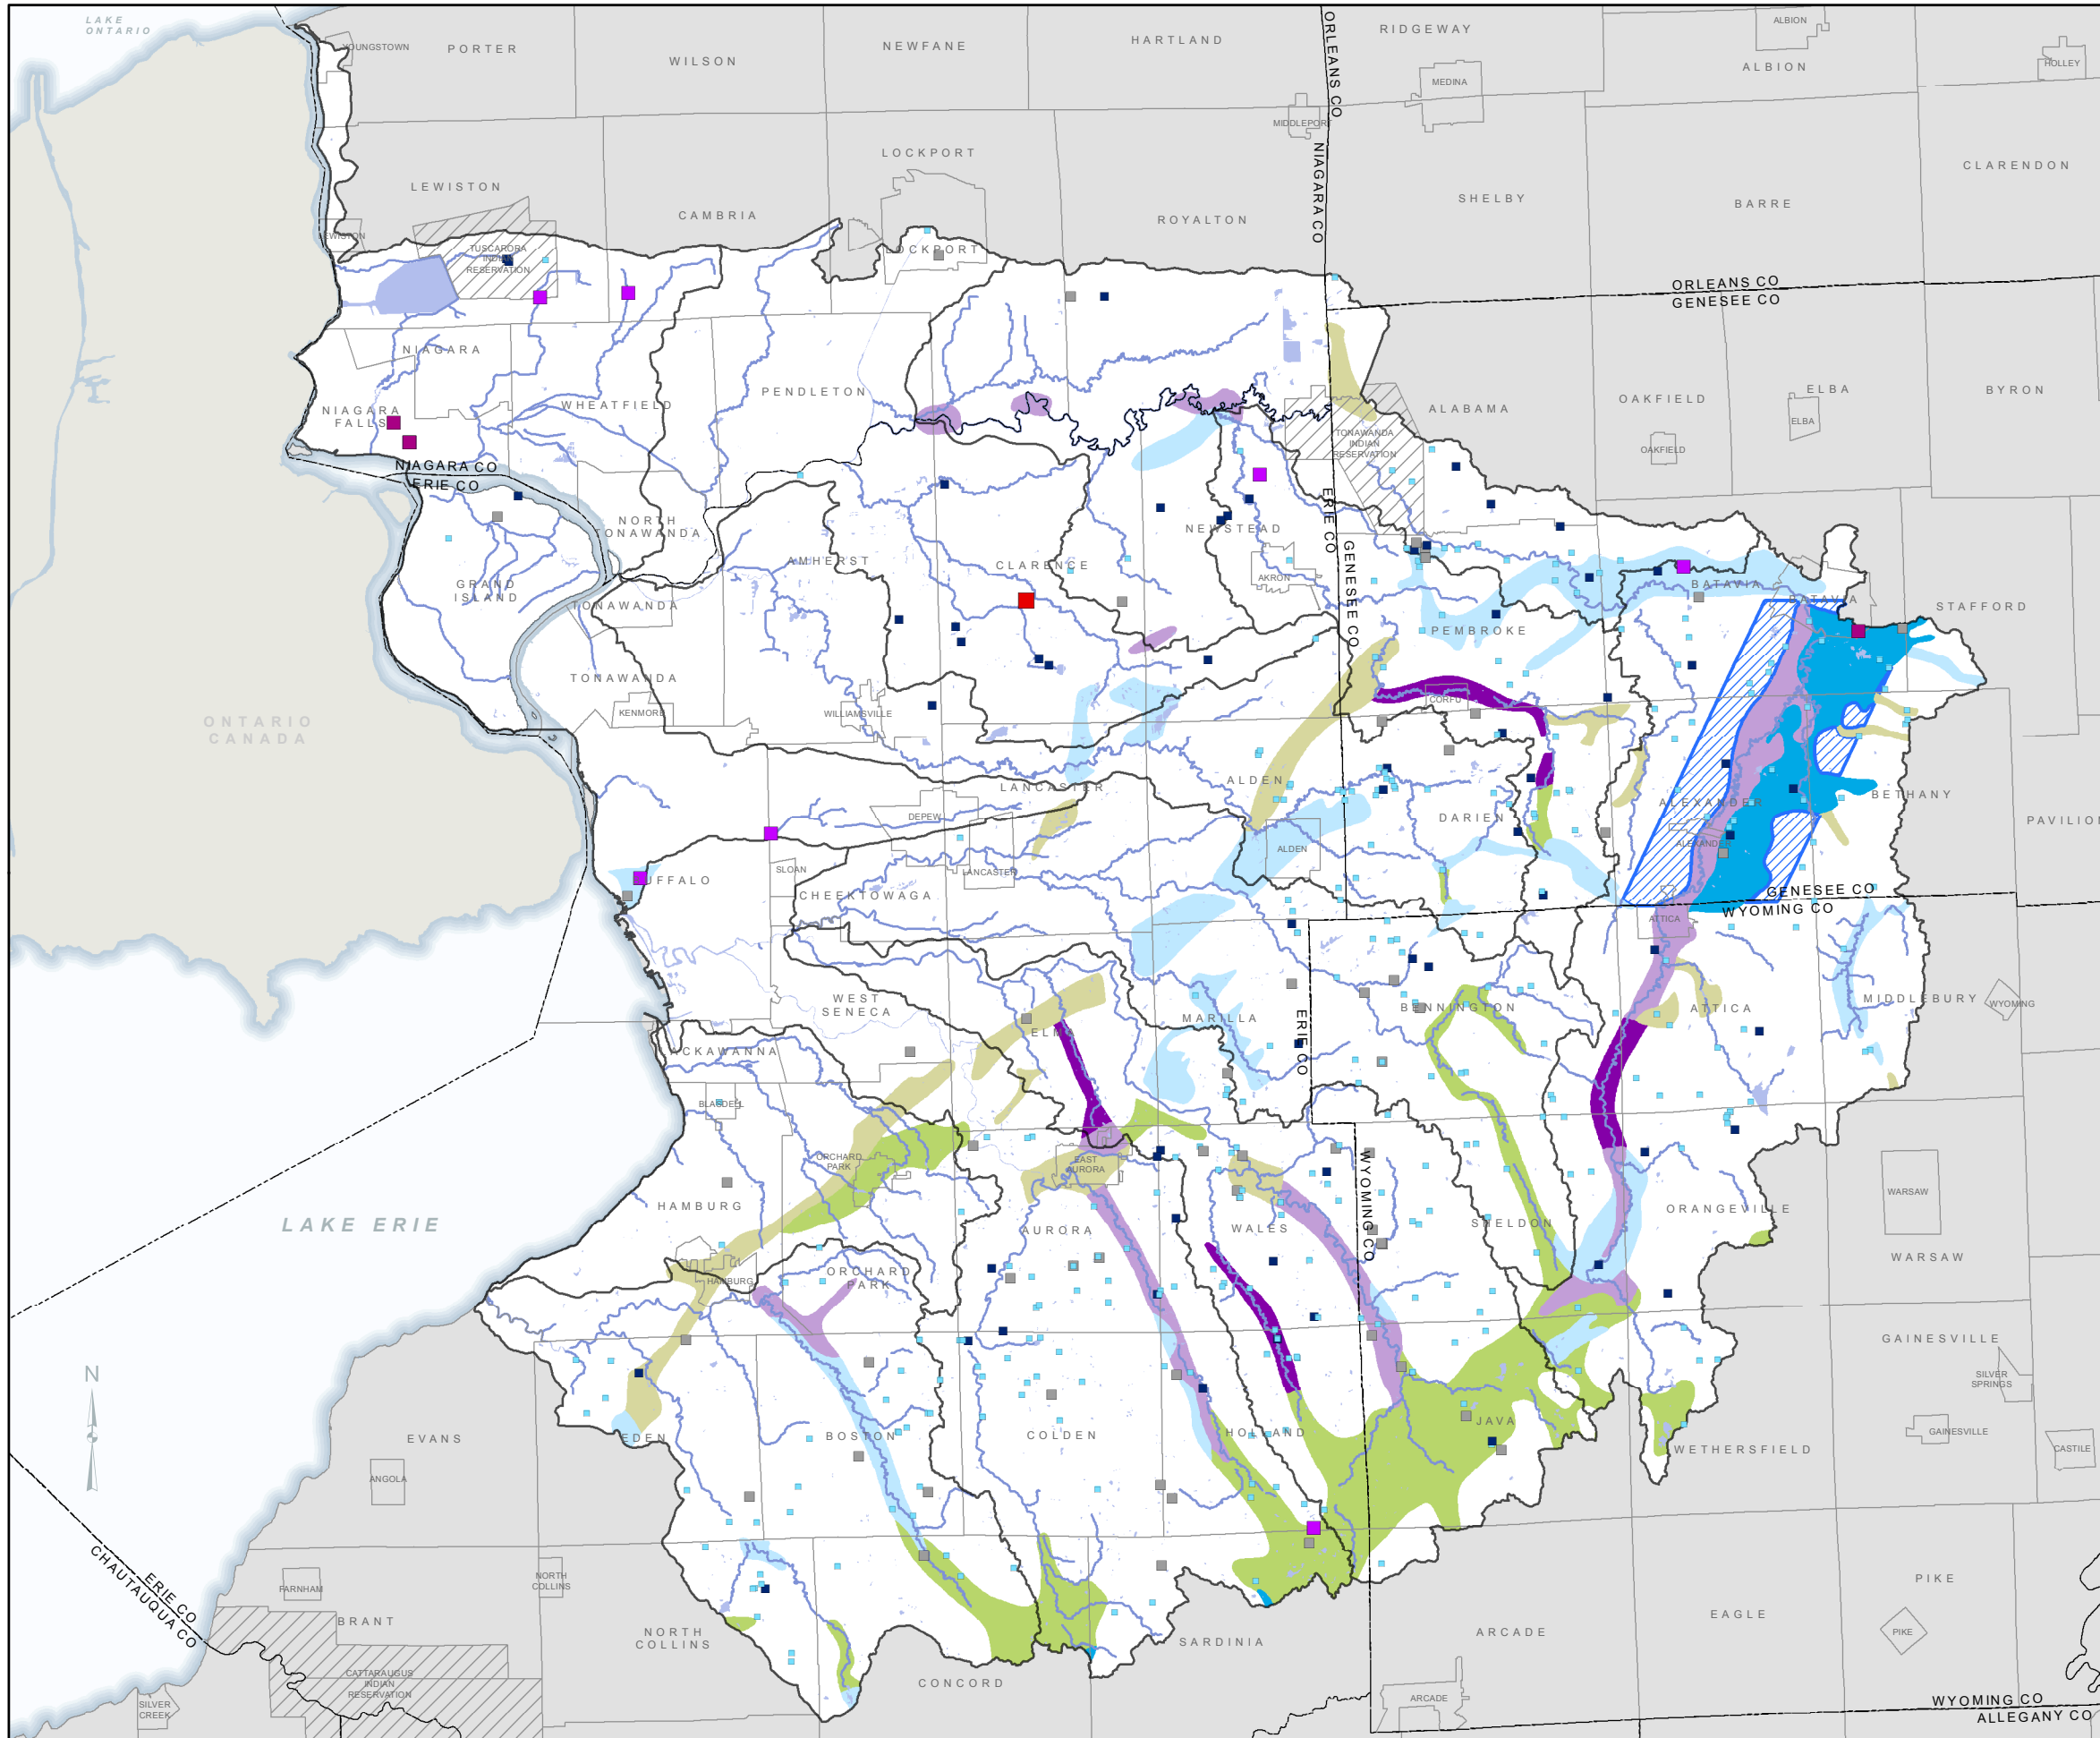 LAKE
ONTARIO
YOUNGSTOWN
PORTER
WILSON
NEWFANE
HARTLAND
ORLEANS CO
NIAGARA CO
RIDGEWAY
MEDINA
ALBION
ALBION
HOLLEY
MIDDLEPORT
LOCKPORT
LEWISTON
CAMBRIA
ROYALTON
SHELBY
BARRE
CLARENDON
LEWISTON
TUSCARORA
INDIAN
RESERVATION
LOCKPORT
ORLEANS CO
GENESEE CO
NIAGARA
WHEATFIELD
PENDLETON
NIAGARA
FALLS
ALABAMA
OAKFIELD
ELBA
ELBA
BYRON
TONAWANDA
INDIAN
RESERVATION
OAKFIELD
NIAGARA CO
ERIE CO
ERIE CO
GENESEE CO
NORTH
TONAWANDA
NEWSTEAD
AMHERST
CLARENCE
AKRON
GRAND
ISLAND
TONAWANDA
BATAVIA
BATAVIA
STAFFORD
PEMBROKE
TONAWANDA
KENMORE
WILLIAMSVILLE
CORFU
ONTARIO
CANADA
ALDEN
LANCASTER
DEPEW
DARIEN
ALEXANDER
ALEXANDER
BETHANY
PAVILION
ALDEN
SLOAN
LANCASTER
BUFFALO
CHEEKTOWAGA
GENESEE CO
WYOMING CO
ATTICA
WEST
SENECA
MARILLA
BENNINGTON
ATTICA
MIDDLEBURY
WYOMING
ELMA
ERIE CO
WYOMING CO
LACKAWANNA
BLASDELL
ORCHARD
PARK
EAST
AURORA
HAMBURG
LAKE ERIE
AURORA
WALES
SHELDON
ORANGEVILLE
WARSAW
WARSAW
HAMBURG
ORCHARD
PARK
GAINESVILLE
SILVER
SPRINGS
N
EVANS
EDEN
BOSTON
COLDEN
HOLLAND
JAVA
WETHERSFIELD
GAINESVILLE
CASTILE
ANGOLA
ERIE CO
CHAUTAUQUA CO
FARNHAM
NORTH
COLLINS
BRANT
NORTH
COLLINS
SARDINIA
ARCADE
EAGLE
PIKE
PIKE
CONCORD
CATTARAUGUS
INDIAN
RESERVATION
SILVER
CREEK
ARCADE
WYOMING CO
ALLEGANY CO